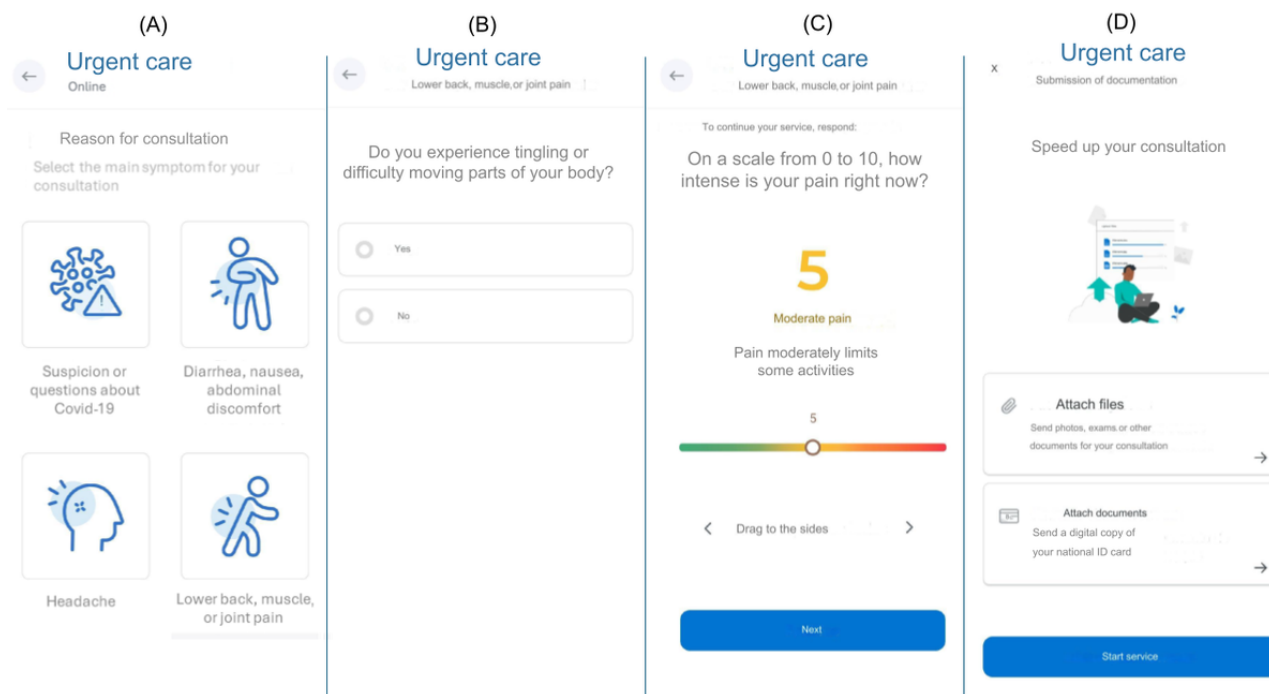 (A)
Urgent care
Online
Reason for consultation
Select the main symptom for your
consultation
Suspicion or
questions about
Covid-19
Diarrhea, nausea,
abdominal
discomfort
Headache
Lower back, muscle,
or joint pain
(B)
Urgent care
Lower back, muscle,or joint pain
Do you experience tingling or
difficulty moving parts of your body?
Yes
No
(C)
Urgent care
Lower back, muscle,or joint pain
To continue your service, respond:
On a scale from 0 to 10, how
intense is your pain right now?
5
Moderate pain
Pain moderately limits
some activities
5
Drag to the sides
Next
(D)
x
Urgent care
Submission of documentation
Speed up your consultation
Attach files
Send photos, exams or other
documents for your consultation
Attach documents
Send a digital copy of
your national ID card
Start service